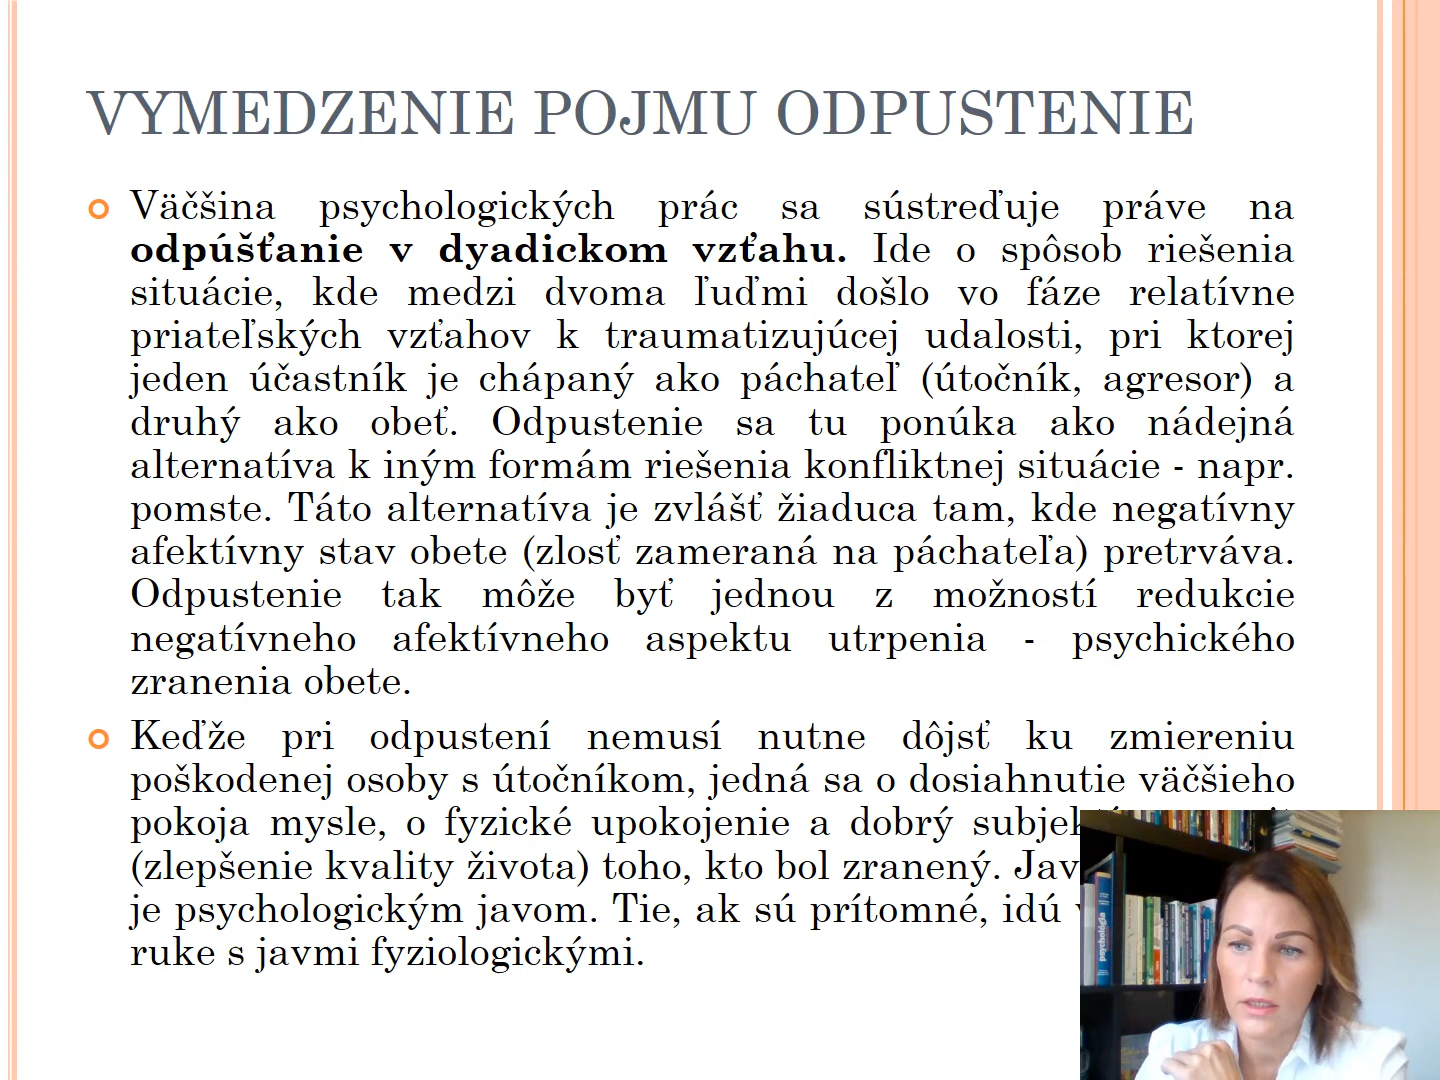 VYMEDZENIE POJMU ODPUSTENIE
Väčšina psychologických prác sa sústreďuje práve na
odpúšťanie v dyadickom vzťahu. Ide o spôsob riešenia
situácie, kde medzi dvoma ľuďmi došlo vo fáze relatívne
priateľských vzťahov k traumatizujúcej udalosti, pri ktorej
jeden účastník je chápaný ako páchateľ (útočník, agresor) a
druhý ako obeť. Odpustenie sa tu ponúka ako nádejná
alternatíva k iným formám riešenia konfliktnej situácie - napr.
pomste. Táto alternatíva je zvlášť žiaduca tam, kde negatívny
afektívny stav obete (zlosť zameraná na páchateľa) pretrváva.
Odpustenie tak môže byť jednou z možností redukcie
negatívneho afektívneho aspektu utrpenia - psychického
zranenia obete.
Keďže pri odpustení nemusí nutne dôjsť ku zmiereniu
poškodenej osoby s útočníkom, jedná sa o dosiahnutie väčšieho
pokoja mysle, o fyzické upokojenie a dobrý
(zlepšenie kvality života) toho, kto bol zranený.
je psychologickým javom. Tie, ak sú prítomné, idú
ruke s javmi fyziologickými.
psychológia